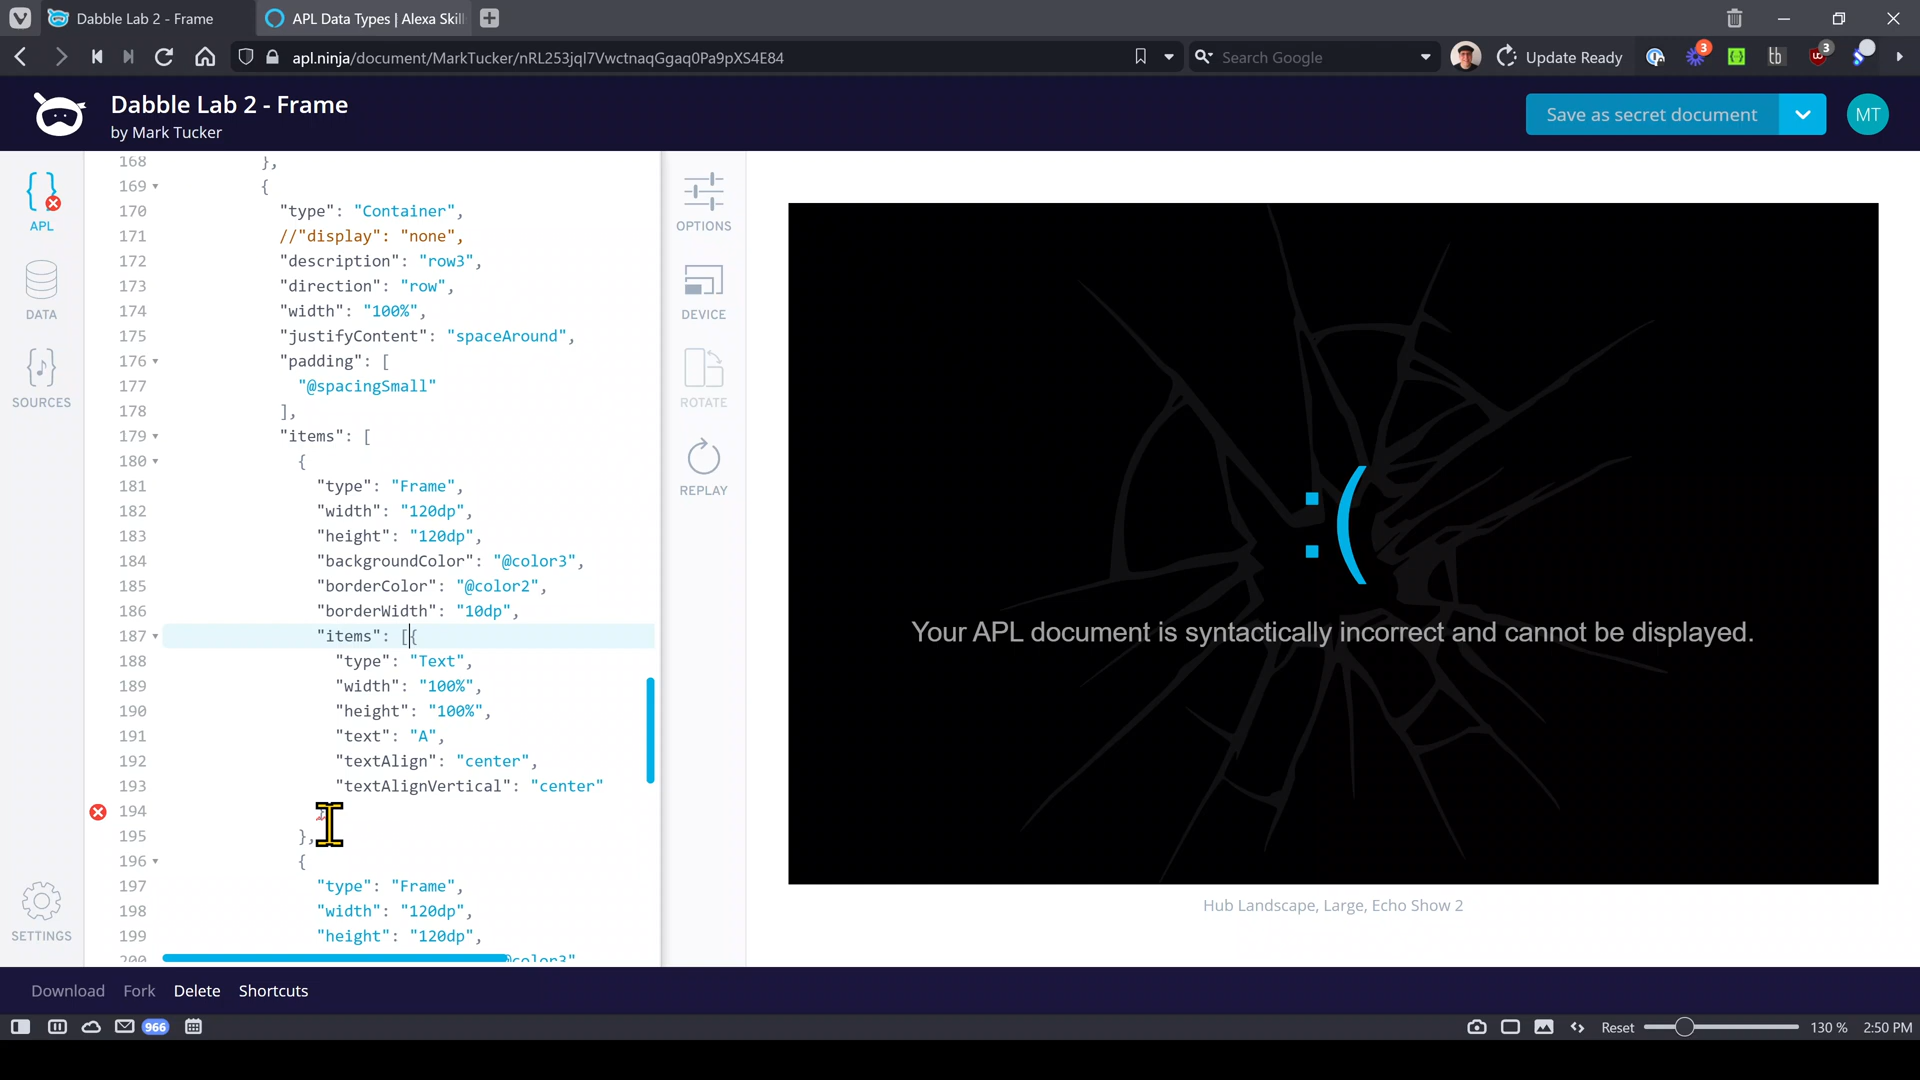 Dabble Lab 2 - Frame
APL Data Types | Alexa Skil
apl.ninja/document/MarkTucker/nRL253jql7VwctnaqGgaq0Pa9pXS4E84
Search Google
Update Ready
3
3
Dabble Lab 2 - Frame
by Mark Tucker
Save as secret document
MT
APL
DATA
SOURCES
SETTINGS
168 },
169 {
170 "type": "Container",
171 //"display": "none",
172 "description": "row3",
173 "direction": "row",
174 "width": "100%",
175 "justifyContent": "spaceAround",
176 "padding": [
177 "@spacingSmall"
178 ],
179 "items": [
180 {
181 "type": "Frame",
182 "width": "120dp",
183 "height": "120dp",
184 "backgroundColor": "@color3",
185 "borderColor": "@color2",
186 "borderWidth": "10dp",
187 "items": [{
188 "type": "Text",
189 "width": "100%",
190 "height": "100%",
191 "text": "A",
192 "textAlign": "center",
193 "textAlignVertical": "center"
194
195 },
196 {
197 "type": "Frame",
198 "width": "120dp",
199 "height": "120dp",
200 @color3"
OPTIONS
DEVICE
ROTATE
REPLAY
:(
Your APL document is syntactically incorrect and cannot be displayed.
Hub Landscape, Large, Echo Show 2
Download Fork Delete Shortcuts
966
Reset 130 % 2:50 PM